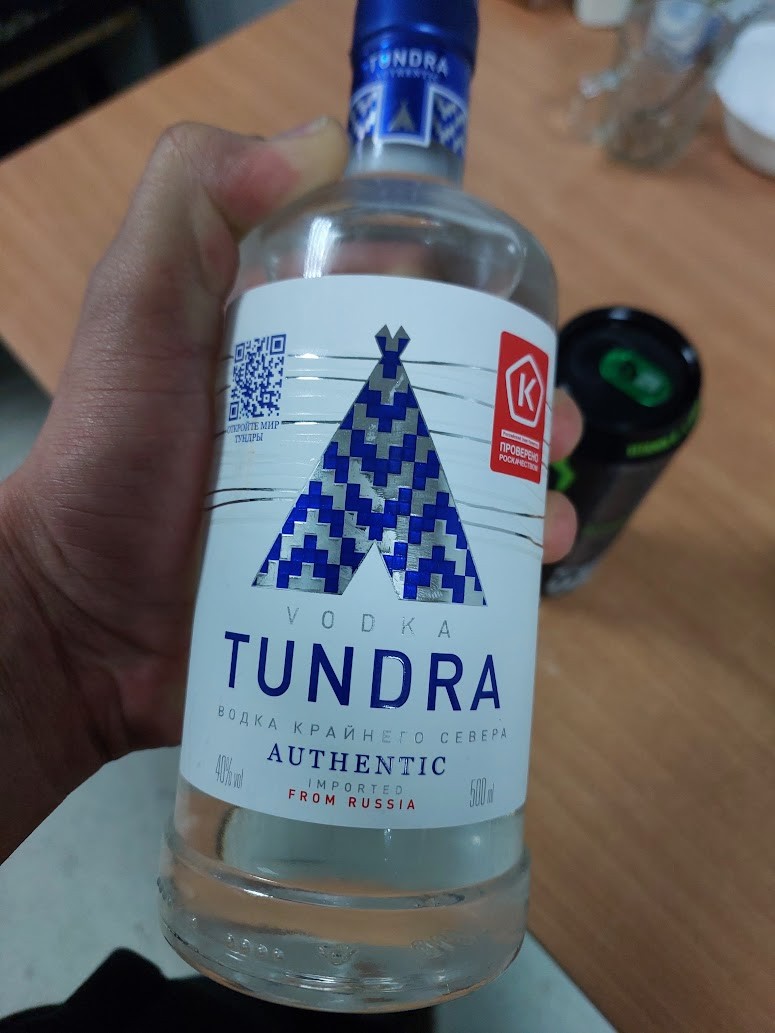 TUNDRA
AUTHENTIC
ОТКРОЙТЕ МИР
ТУНДРЫ
K
ПРОВЕРЕНО
РОСКАЧЕСТВОМ
VODKA
TUNDRA
ВОДКА КРАЙНЕГО СЕВЕРА
AUTHENTIC
IMPORTED
FROM RUSSIA
40% vol
500 ml